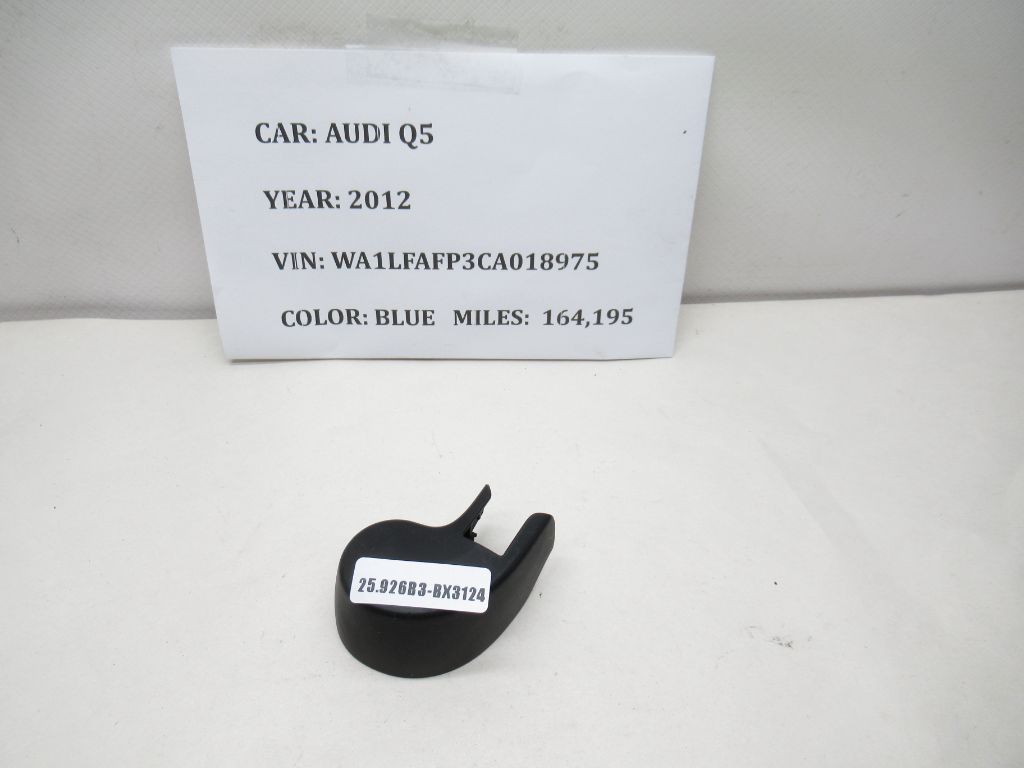 CAR: AUDI Q5
YEAR: 2012
VIN: WA1LFAFP3CA018975
COLOR: BLUE MILES: 164,195
25.926B3-BX3124